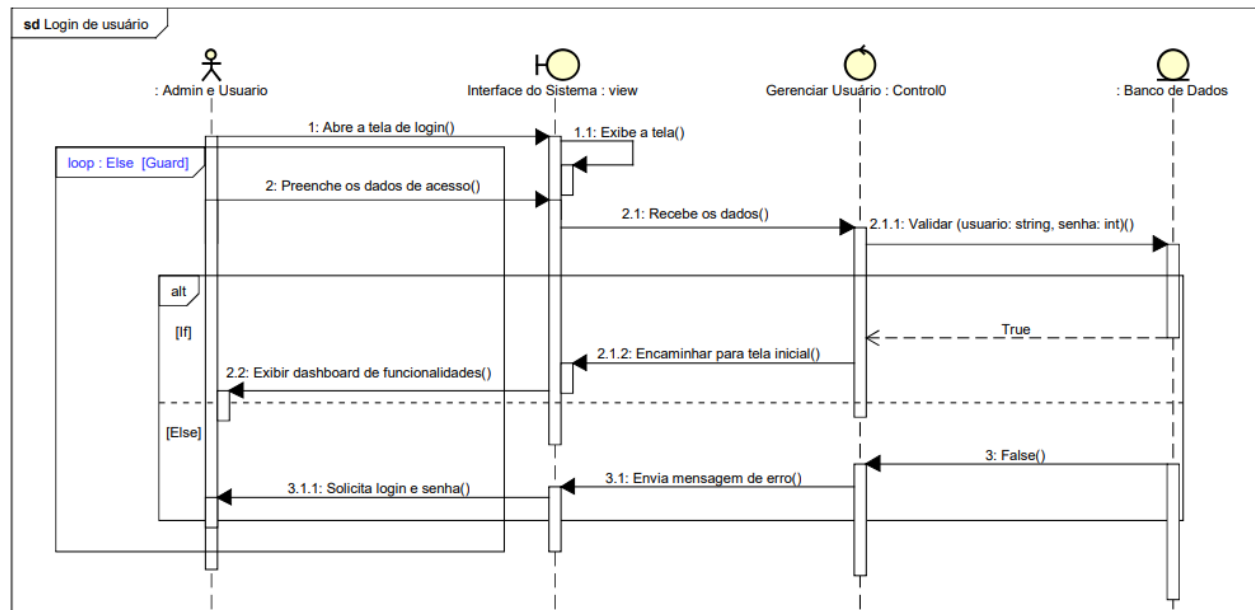 sd Login de usuário
: Admin e Usuario
Interface do Sistema : view
Gerenciar Usuário : Control0
: Banco de Dados
1: Abre a tela de login()
1.1: Exibe a tela()
loop : Else [Guard]
2: Preenche os dados de acesso()
2.1: Recebe os dados()
2.1.1: Validar (usuario: string, senha: int)()
alt
[If]
True
2.1.2: Encaminhar para tela inicial()
2.2: Exibir dashboard de funcionalidades()
[Else]
3: False()
3.1: Envia mensagem de erro()
3.1.1: Solicita login e senha()